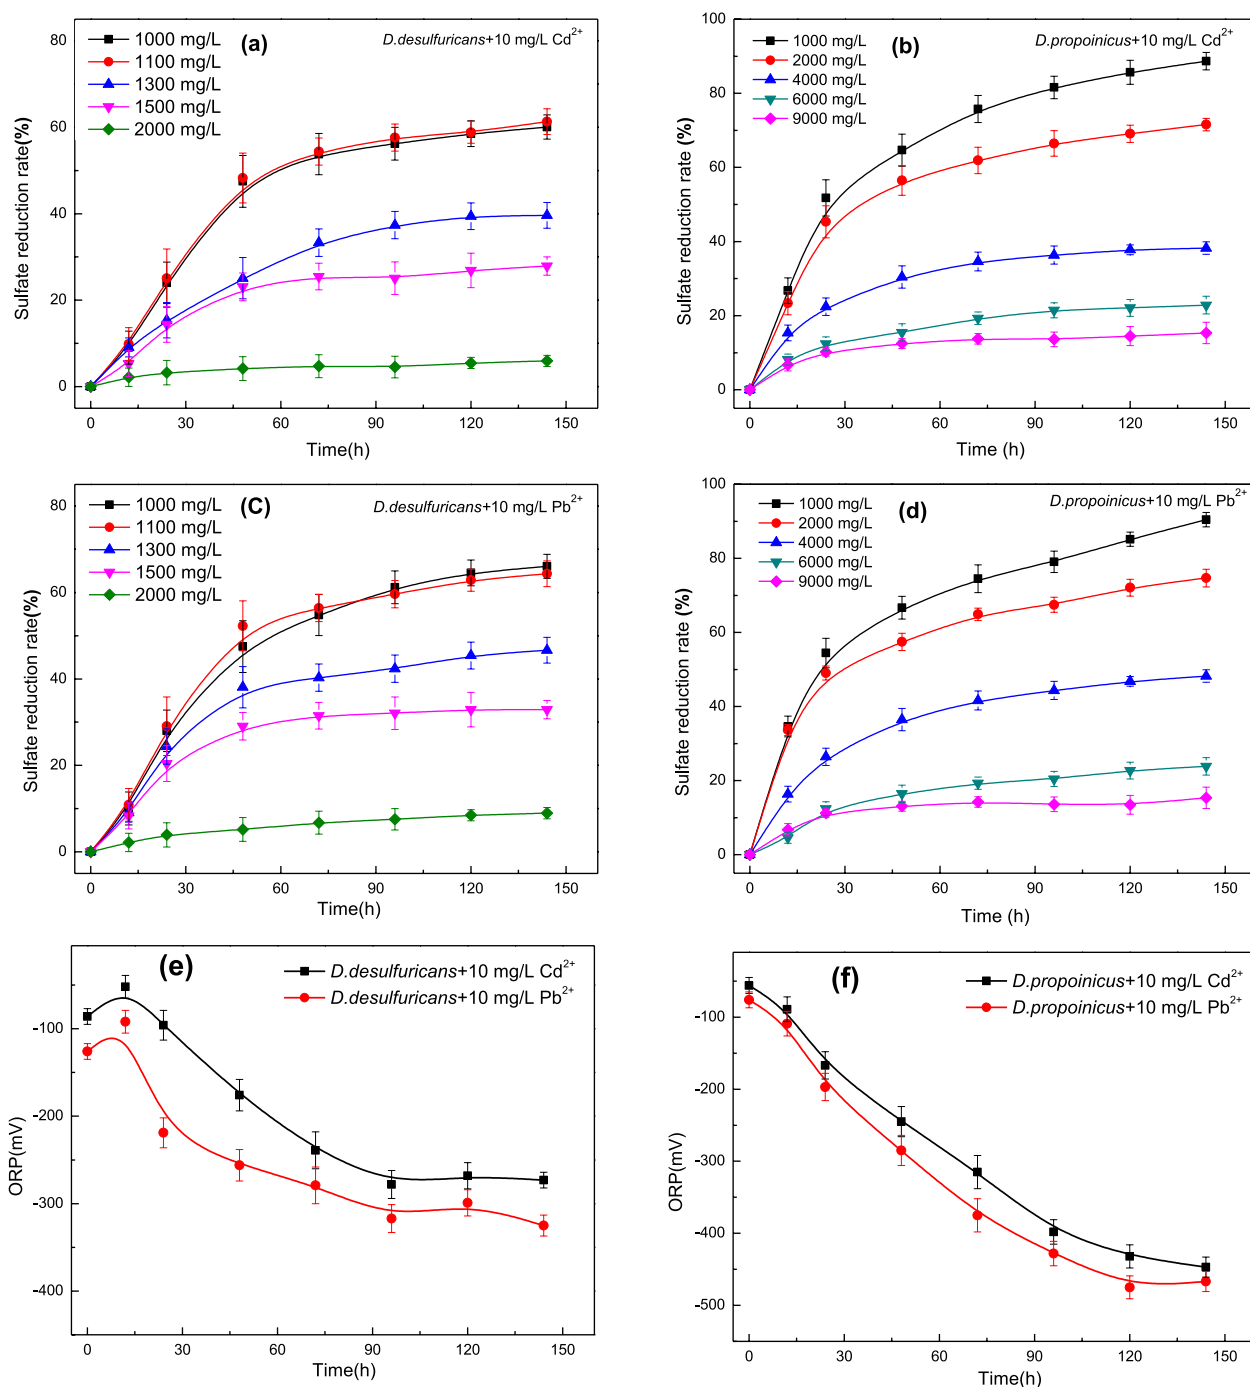 (a)
D.desulfuricans+10 mg/L Cd2+
1000 mg/L
1100 mg/L
1300 mg/L
1500 mg/L
2000 mg/L
Sulfate reduction rate(%)
80
60
40
20
0
0 30 60 90 120 150
Time(h)
(b)
D.propoinicus+10 mg/L Cd2+
1000 mg/L
2000 mg/L
4000 mg/L
6000 mg/L
9000 mg/L
Sulfate reduction rate (%)
100
80
60
40
20
0
0 30 60 90 120 150
Time (h)
(C)
D.desulfuricans+10 mg/L Pb2+
1000 mg/L
1100 mg/L
1300 mg/L
1500 mg/L
2000 mg/L
Sulfate reduction rate(%)
80
60
40
20
0
0 30 60 90 120 150
Time(h)
(d)
D.propoinicus+10 mg/L Pb2+
1000 mg/L
2000 mg/L
4000 mg/L
6000 mg/L
9000 mg/L
Sulfate reduction rate (%)
100
80
60
40
20
0
0 30 60 90 120 150
Time (h)
(e)
D.desulfuricans+10 mg/L Cd2+
D.desulfuricans+10 mg/L Pb2+
ORP(mV)
-100
-200
-300
-400
0 30 60 90 120 150
Time(h)
(f)
D.propoinicus+10 mg/L Cd2+
D.propoinicus+10 mg/L Pb2+
ORP(mV)
-100
-200
-300
-400
-500
0 30 60 90 120 150
Time(h)